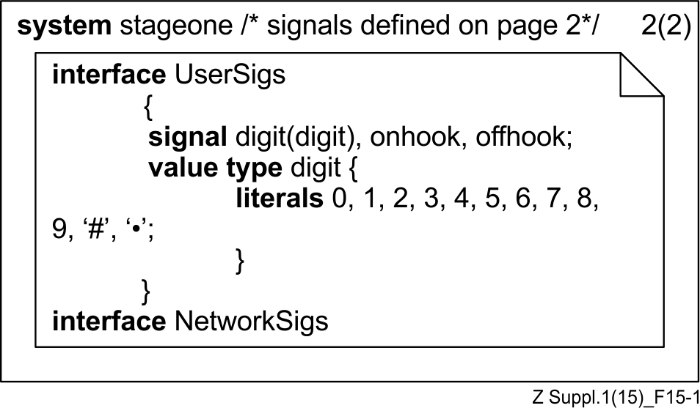 system stageone /* signals defined on page 2*/ 2(2)
interface UserSigs
{
signal digit(digit), onhook, offhook;
value type digit {
literals 0, 1, 2, 3, 4, 5, 6, 7, 8,
9, ‘#’, ‘•’;
}
}
interface NetworkSigs
Z Suppl.1(15)_F15-1